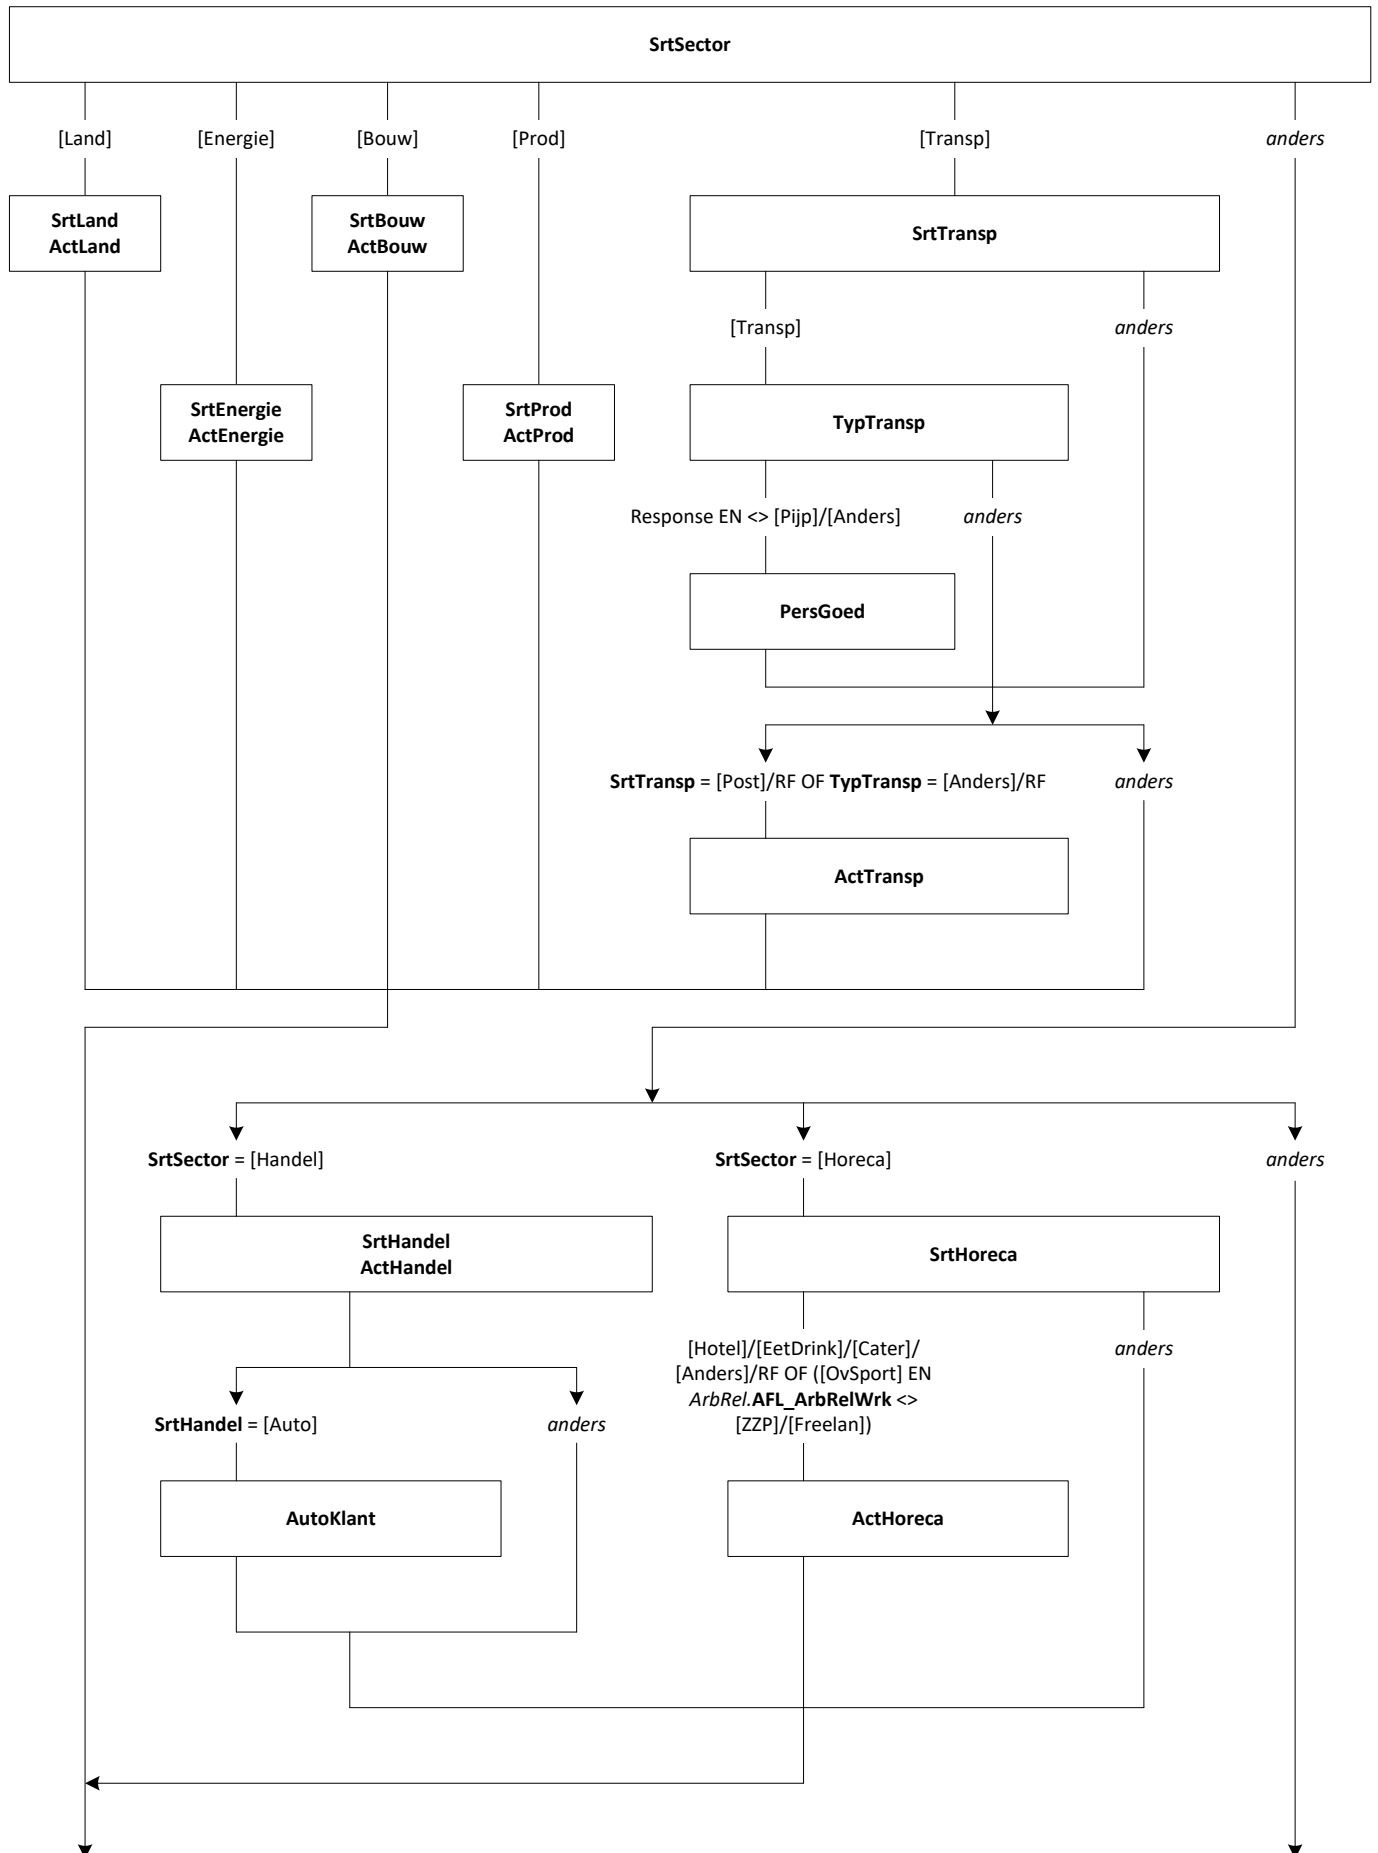 SrtSector
[Land]
[Energie]
[Bouw]
[Prod]
[Transp]
anders
SrtLand
ActLand
SrtBouw
ActBouw
SrtTransp
[Transp]
anders
SrtEnergie
ActEnergie
SrtProd
ActProd
TypTransp
Response EN <> [Pijp]/[Anders]
anders
PersGoed
SrtTransp = [Post]/RF OF TypTransp = [Anders]/RF
anders
ActTransp
SrtSector = [Handel]
SrtSector = [Horeca]
anders
SrtHandel
ActHandel
SrtHoreca
[Hotel]/[EetDrink]/[Cater]/
[Anders]/RF OF ([OvSport] EN
ArbRel.AFL_ArbRelWrk <>
[ZZP]/[Freelan])
anders
SrtHandel = [Auto]
anders
AutoKlant
ActHoreca